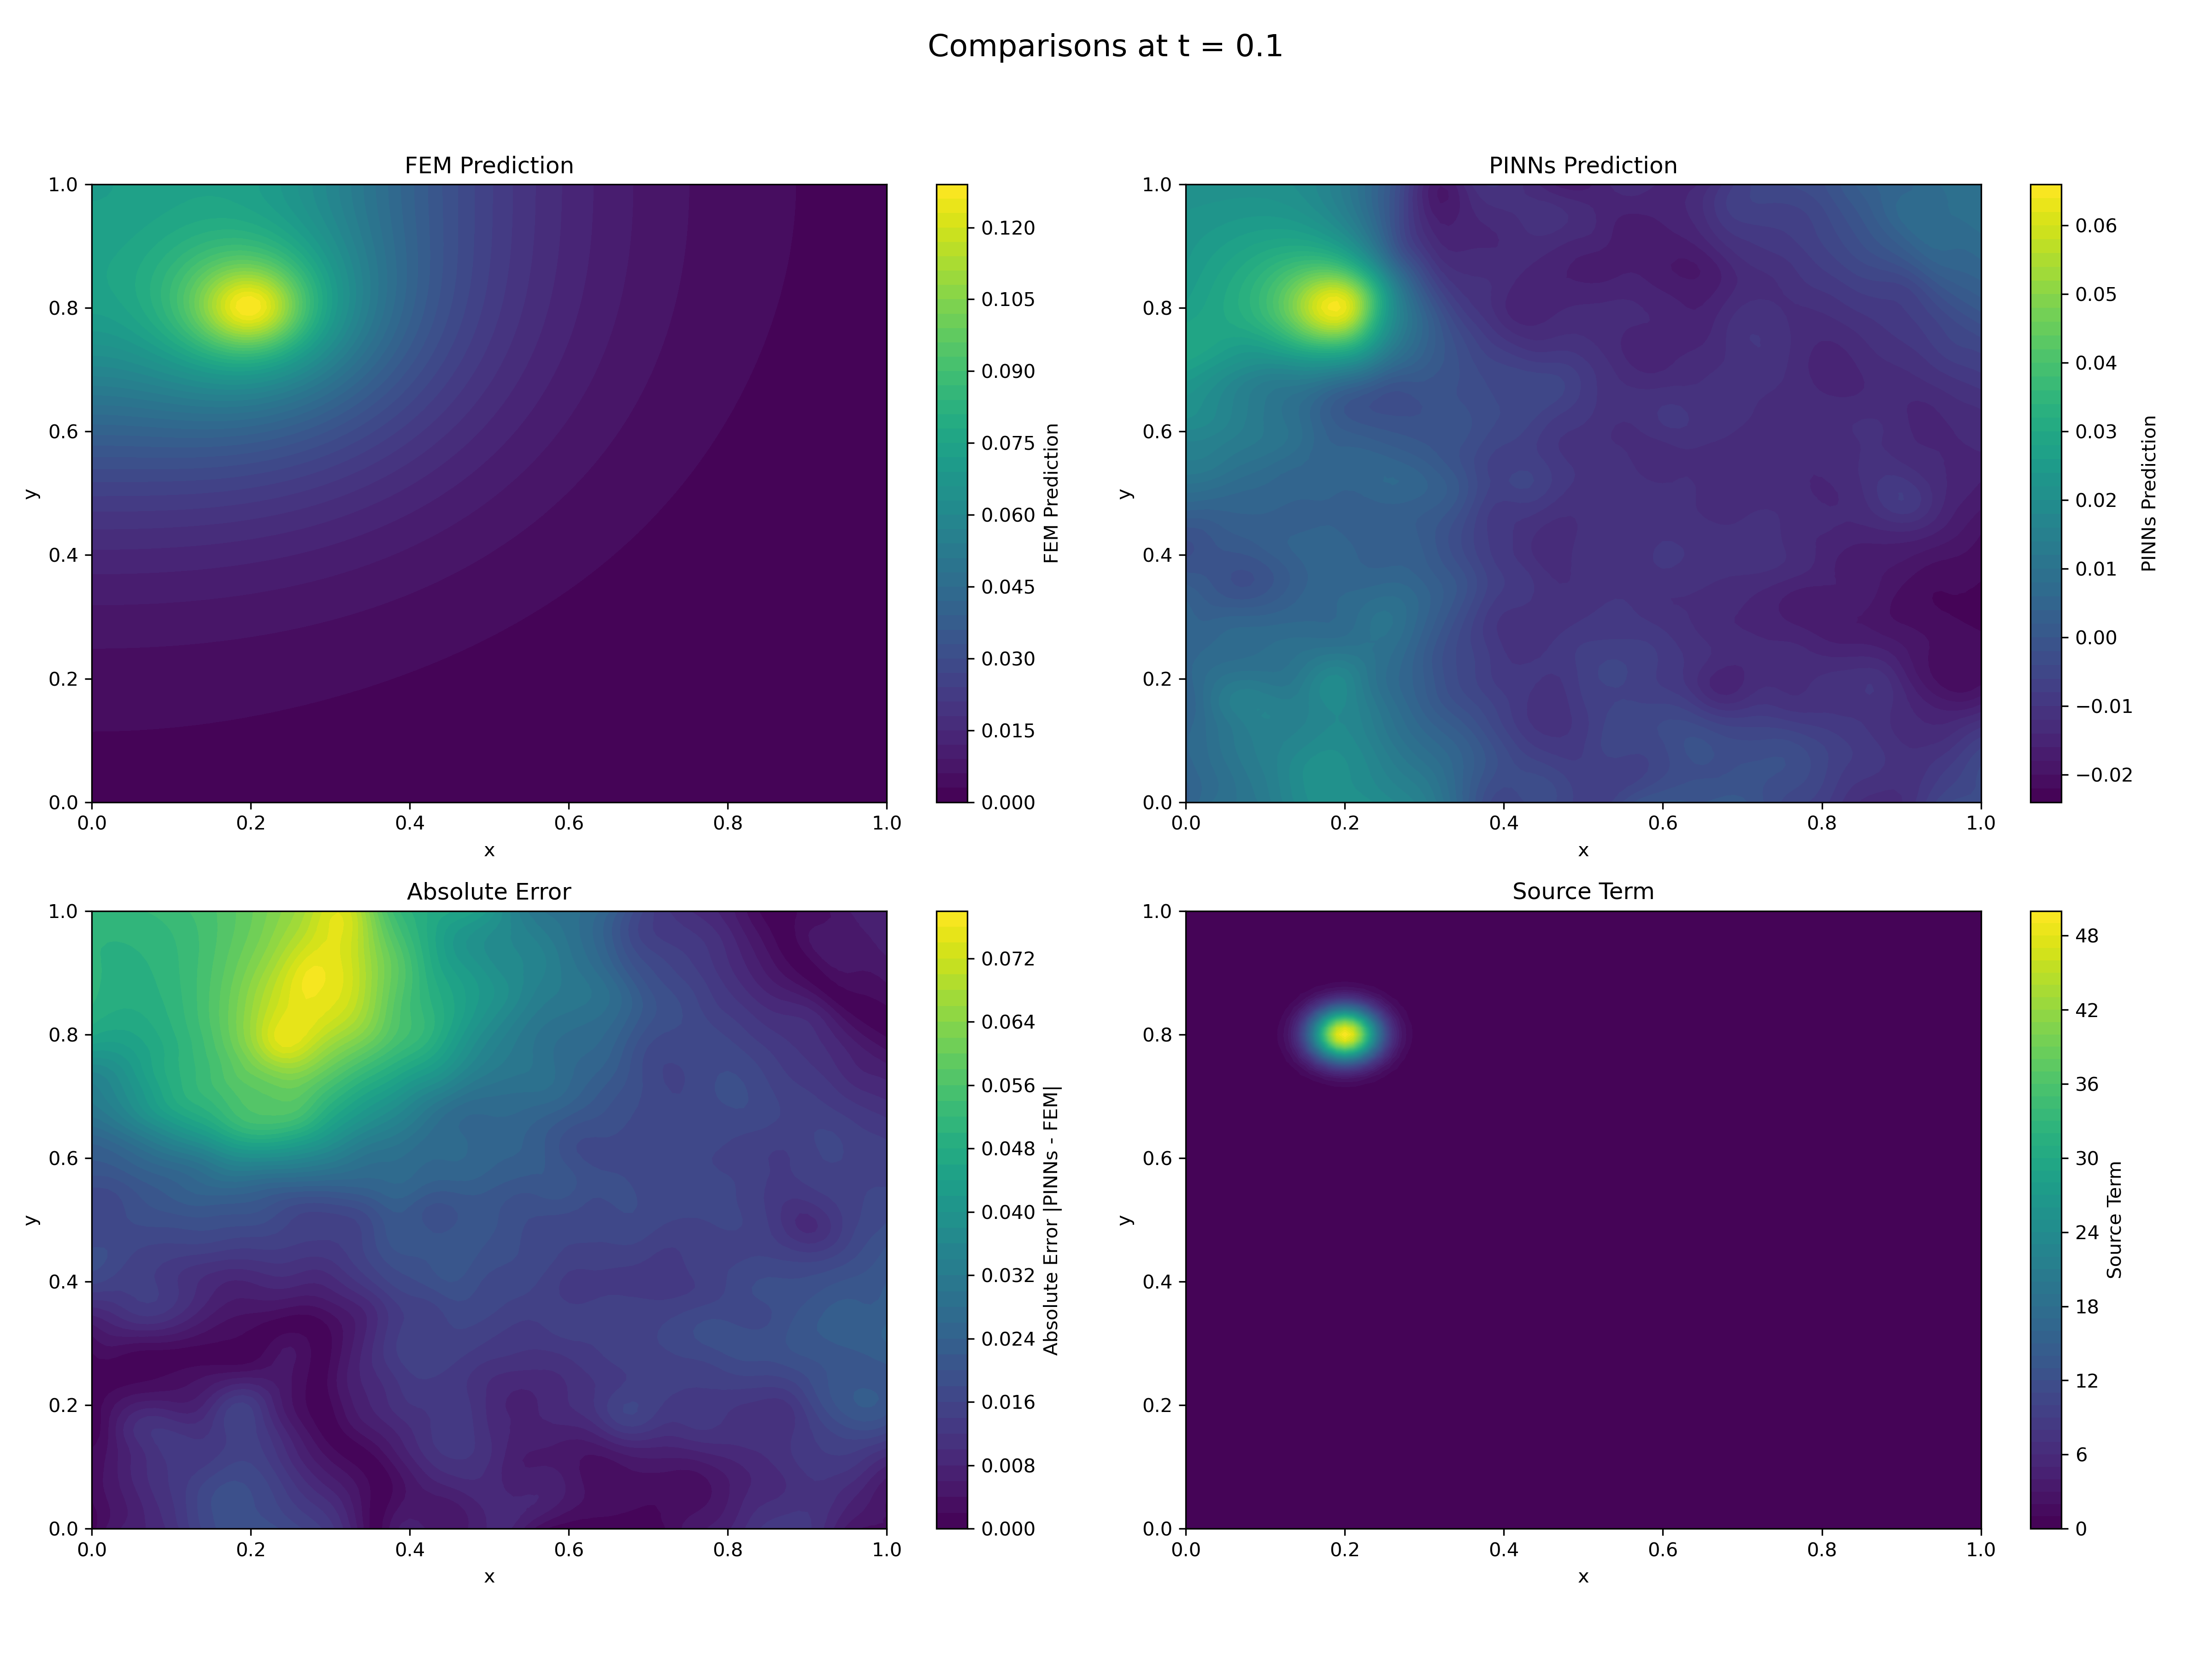 Comparisons at t = 0.1
FEM Prediction
1.0
0.8
0.6
0.4
0.2
0.0
y
0.0 0.2 0.4 0.6 0.8 1.0
x
0.120
0.105
0.090
0.075
0.060
0.045
0.030
0.015
0.000
FEM Prediction
PINNs Prediction
1.0
0.8
0.6
0.4
0.2
0.0
y
0.0 0.2 0.4 0.6 0.8 1.0
x
0.06
0.05
0.04
0.03
0.02
0.01
0.00
−0.01
−0.02
PINNs Prediction
Absolute Error
1.0
0.8
0.6
0.4
0.2
0.0
y
0.0 0.2 0.4 0.6 0.8 1.0
x
0.072
0.064
0.056
0.048
0.040
0.032
0.024
0.016
0.008
0.000
Absolute Error |PINNs - FEM|
Source Term
1.0
0.8
0.6
0.4
0.2
0.0
y
0.0 0.2 0.4 0.6 0.8 1.0
x
48
42
36
30
24
18
12
6
0
Source Term